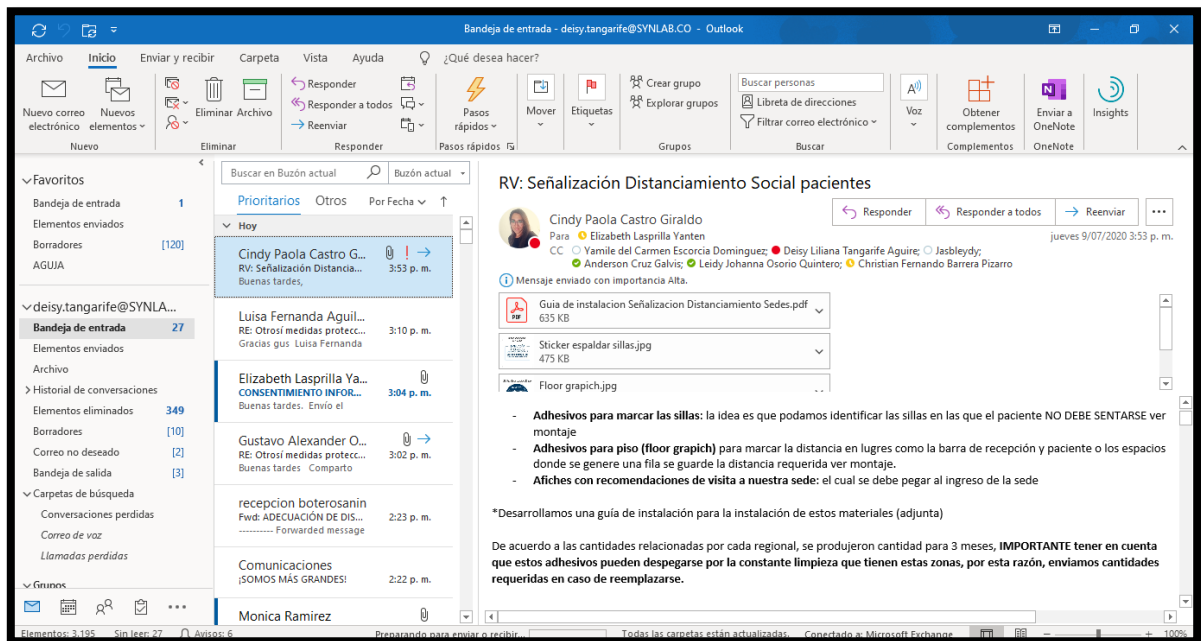 Bandeja de entrada - deisy.tangarife@SYNLAB.CO - Outlook
Archivo Inicio Enviar y recibir Carpeta Vista Ayuda ¿Qué desea hacer?
Nuevo correo electrónico
Nuevos elementos
Nuevo
Eliminar Archivo
Eliminar
Responder
Responder a todos
Reenviar
Responder
Pasos rápidos
Pasos rápidos
Mover
Etiquetas
Crear grupo
Explorar grupos
Grupos
Buscar personas
Libreta de direcciones
Filtrar correo electrónico
Buscar
Voz
Obtener complementos
Complementos
Enviar a OneNote
OneNote
Insights
Favoritos
Bandeja de entrada 1
Elementos enviados
Borradores [120]
AGUJA
deisy.tangarife@SYNLA...
Bandeja de entrada 27
Elementos enviados
Archivo
Historial de conversaciones
Elementos eliminados 349
Borradores [10]
Correo no deseado [2]
Bandeja de salida [3]
Carpetas de búsqueda
Conversaciones perdidas
Correo de voz
Llamadas perdidas
Grupos
Buscar en Buzón actual Buzón actual
Prioritarios Otros Por Fecha
Hoy
Cindy Paola Castro G...
RV: Señalización Distancia... 3:53 p. m.
Buenas tardes,
Luisa Fernanda Aguil...
RE: Otrosí medidas protecc... 3:10 p. m.
Gracias gus Luisa Fernanda
Elizabeth Lasprilla Ya...
CONSENTIMIENTO INFOR... 3:04 p. m.
Buenas tardes. Envío el
Gustavo Alexander O...
RE: Otrosí medidas protecc... 3:02 p. m.
Buenas tardes Comparto
recepcion boterosanin
Fwd: ADECUACIÓN DE DIS... 2:23 p. m.
---------- Forwarded message
Comunicaciones
¡SOMOS MÁS GRANDES! 2:22 p. m.
Monica Ramirez
RV: Señalización Distanciamiento Social pacientes
Cindy Paola Castro Giraldo
Responder Responder a todos Reenviar
Para Elizabeth Lasprilla Yanten
jueves 9/07/2020 3:53 p. m.
CC Yamile del Carmen Escorcia Dominguez; Deisy Liliana Tangarife Aguire; Jasbleydy;
Anderson Cruz Galvis; Leidy Johanna Osorio Quintero; Christian Fernando Barrera Pizarro
Mensaje enviado con importancia Alta.
PDF
Guia de instalacion Señalizacion Distanciamiento Sedes.pdf
635 KB
Sticker espaldar sillas.jpg
475 KB
Floor grapich.jpg
- Adhesivos para marcar las sillas: la idea es que podamos identificar las sillas en las que el paciente NO DEBE SENTARSE ver
montaje
- Adhesivos para piso (floor grapich) para marcar la distancia en lugres como la barra de recepción y paciente o los espacios
donde se genere una fila se guarde la distancia requerida ver montaje.
- Afiches con recomendaciones de visita a nuestra sede: el cual se debe pegar al ingreso de la sede
*Desarrollamos una guía de instalación para la instalación de estos materiales (adjunta)
De acuerdo a las cantidades relacionadas por cada regional, se produjeron cantidad para 3 meses, IMPORTANTE tener en cuenta
que estos adhesivos pueden despegarse por la constante limpieza que tienen estas zonas, por esta razón, enviamos cantidades
requeridas en caso de reemplazarse.
Elementos: 3.195 Sin leer: 27 Avisos: 6 Preparando para enviar o recibir... Todas las carpetas están actualizadas. Conectado a: Microsoft Exchange 100%